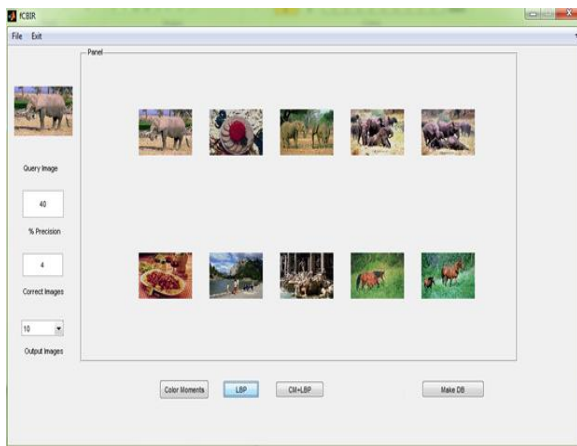 fCBIR
File Exit
Panel
Query Image
40
% Precision
4
Correct Images
10
Output Images
Color Moments LBP CM+LBP Make DB